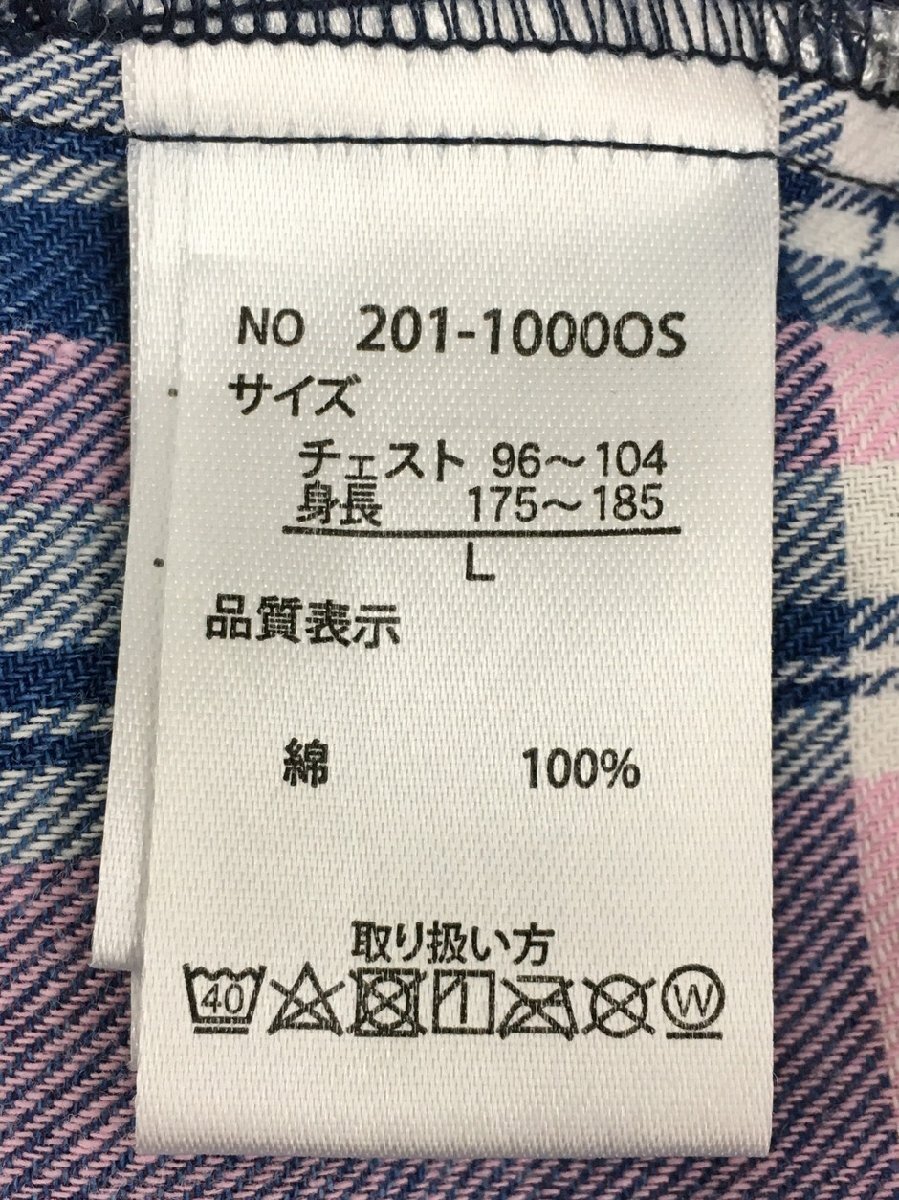 NO 201-1000OS
サイズ
チェスト 96～104
身長 175～185
L
品質表示
綿 100%
取り扱い方
40 W